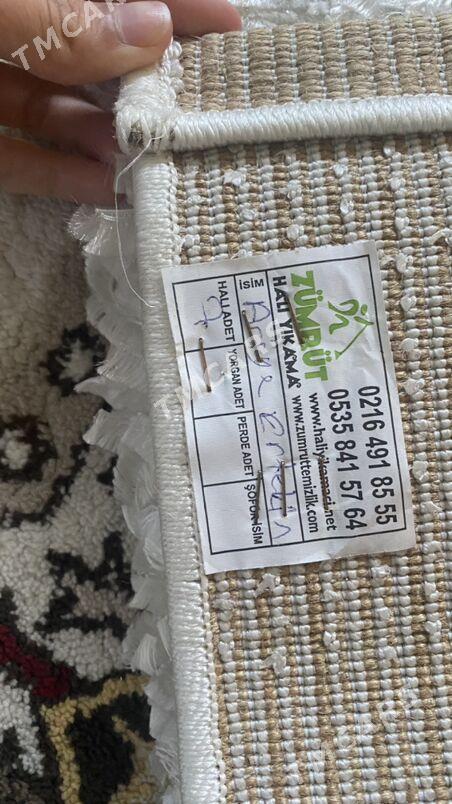 ZÜMRÜT
HALI YIKAMA
0216 491 85 55
0535 841 57 64
www.haliyikamaci.net
www.zumruttemizlik.com
İSİM
HALI ADET
YORGAN ADET
PERDE ADET
ŞOFÖR İSİM
TMCARS